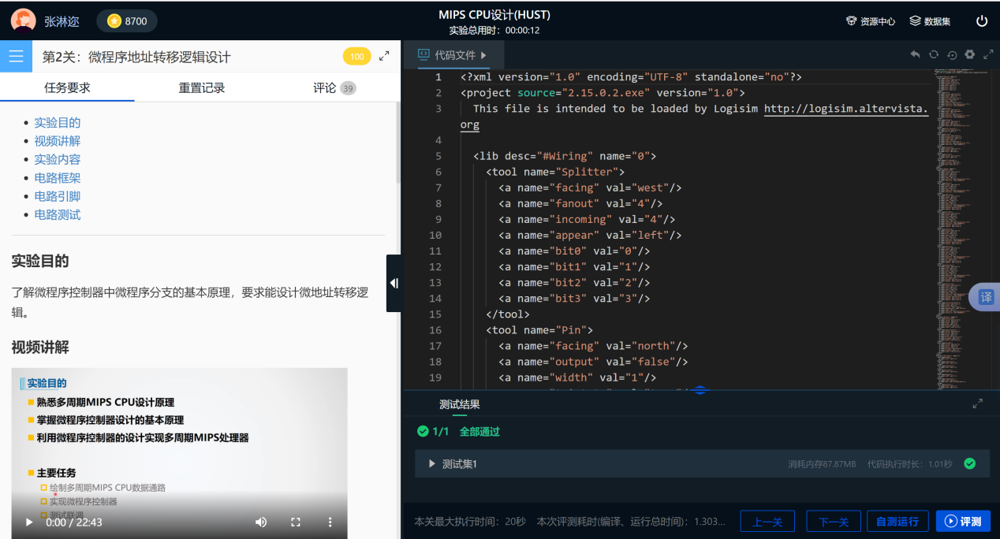 张淋迩
8700
MIPS CPU设计(HUST)
实验总用时：00:00:12
资源中心
数据集
第2关：微程序地址转移逻辑设计
100
任务要求
重置记录
评论 39
实验目的
视频讲解
实验内容
电路框架
电路引脚
电路测试
实验目的
了解微程序控制器中微程序分支的基本原理，要求能设计微地址转移逻
辑。
视频讲解
实验目的
熟悉多周期MIPS CPU设计原理
掌握微程序控制器设计的基本原理
利用微程序控制器的设计实现多周期MIPS处理器
主要任务
绘制多周期MIPS CPU数据通路
实现微程序控制器
测试联调
0:00 / 22:43
代码文件
1 <?xml version="1.0" encoding="UTF-8" standalone="no"?>
2 <project source="2.15.0.2.exe" version="1.0">
3 This file is intended to be loaded by Logisim http://logisim.altervista.
org
4
5 <lib desc="#Wiring" name="0">
6 <tool name="Splitter">
7 <a name="facing" val="west"/>
8 <a name="fanout" val="4"/>
9 <a name="incoming" val="4"/>
10 <a name="appear" val="left"/>
11 <a name="bit0" val="0"/>
12 <a name="bit1" val="1"/>
13 <a name="bit2" val="2"/>
14 <a name="bit3" val="3"/>
15 </tool>
16 <tool name="Pin">
17 <a name="facing" val="north"/>
18 <a name="output" val="false"/>
19 <a name="width" val="1"/>
译
测试结果
1/1 全部通过
测试集1
消耗内存87.87MB 代码执行时长：1.01秒
本关最大执行时间：20秒 本次评测耗时(编译、运行总时间)：1.303...
上一关
下一关
自测运行
评测